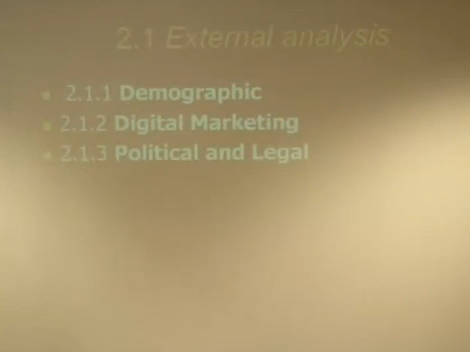 2.1 External analysis
2.1.1 Demographic
2.1.2 Digital Marketing
2.1.3 Political and Legal